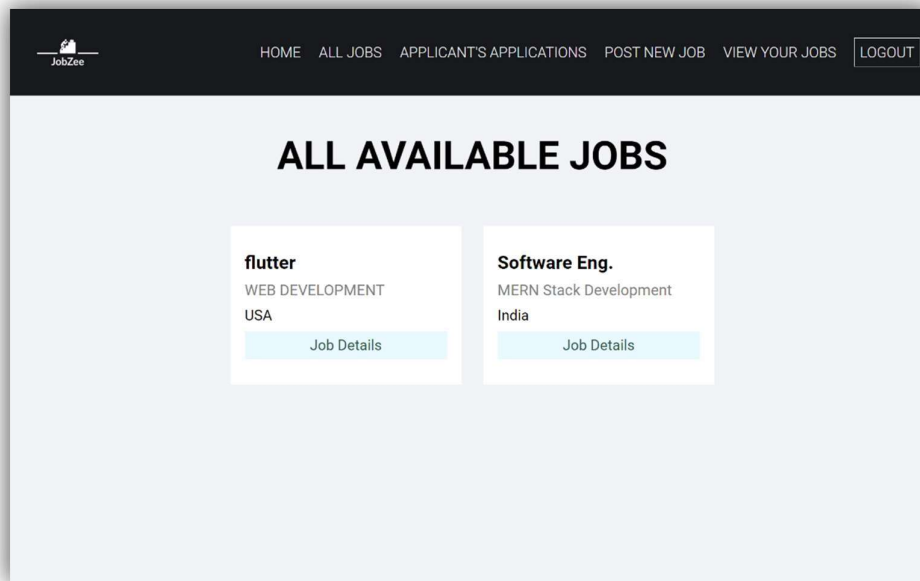 JobZee
HOME ALL JOBS APPLICANT'S APPLICATIONS POST NEW JOB VIEW YOUR JOBS LOGOUT
ALL AVAILABLE JOBS
flutter
WEB DEVELOPMENT
USA
Job Details
Software Eng.
MERN Stack Development
India
Job Details